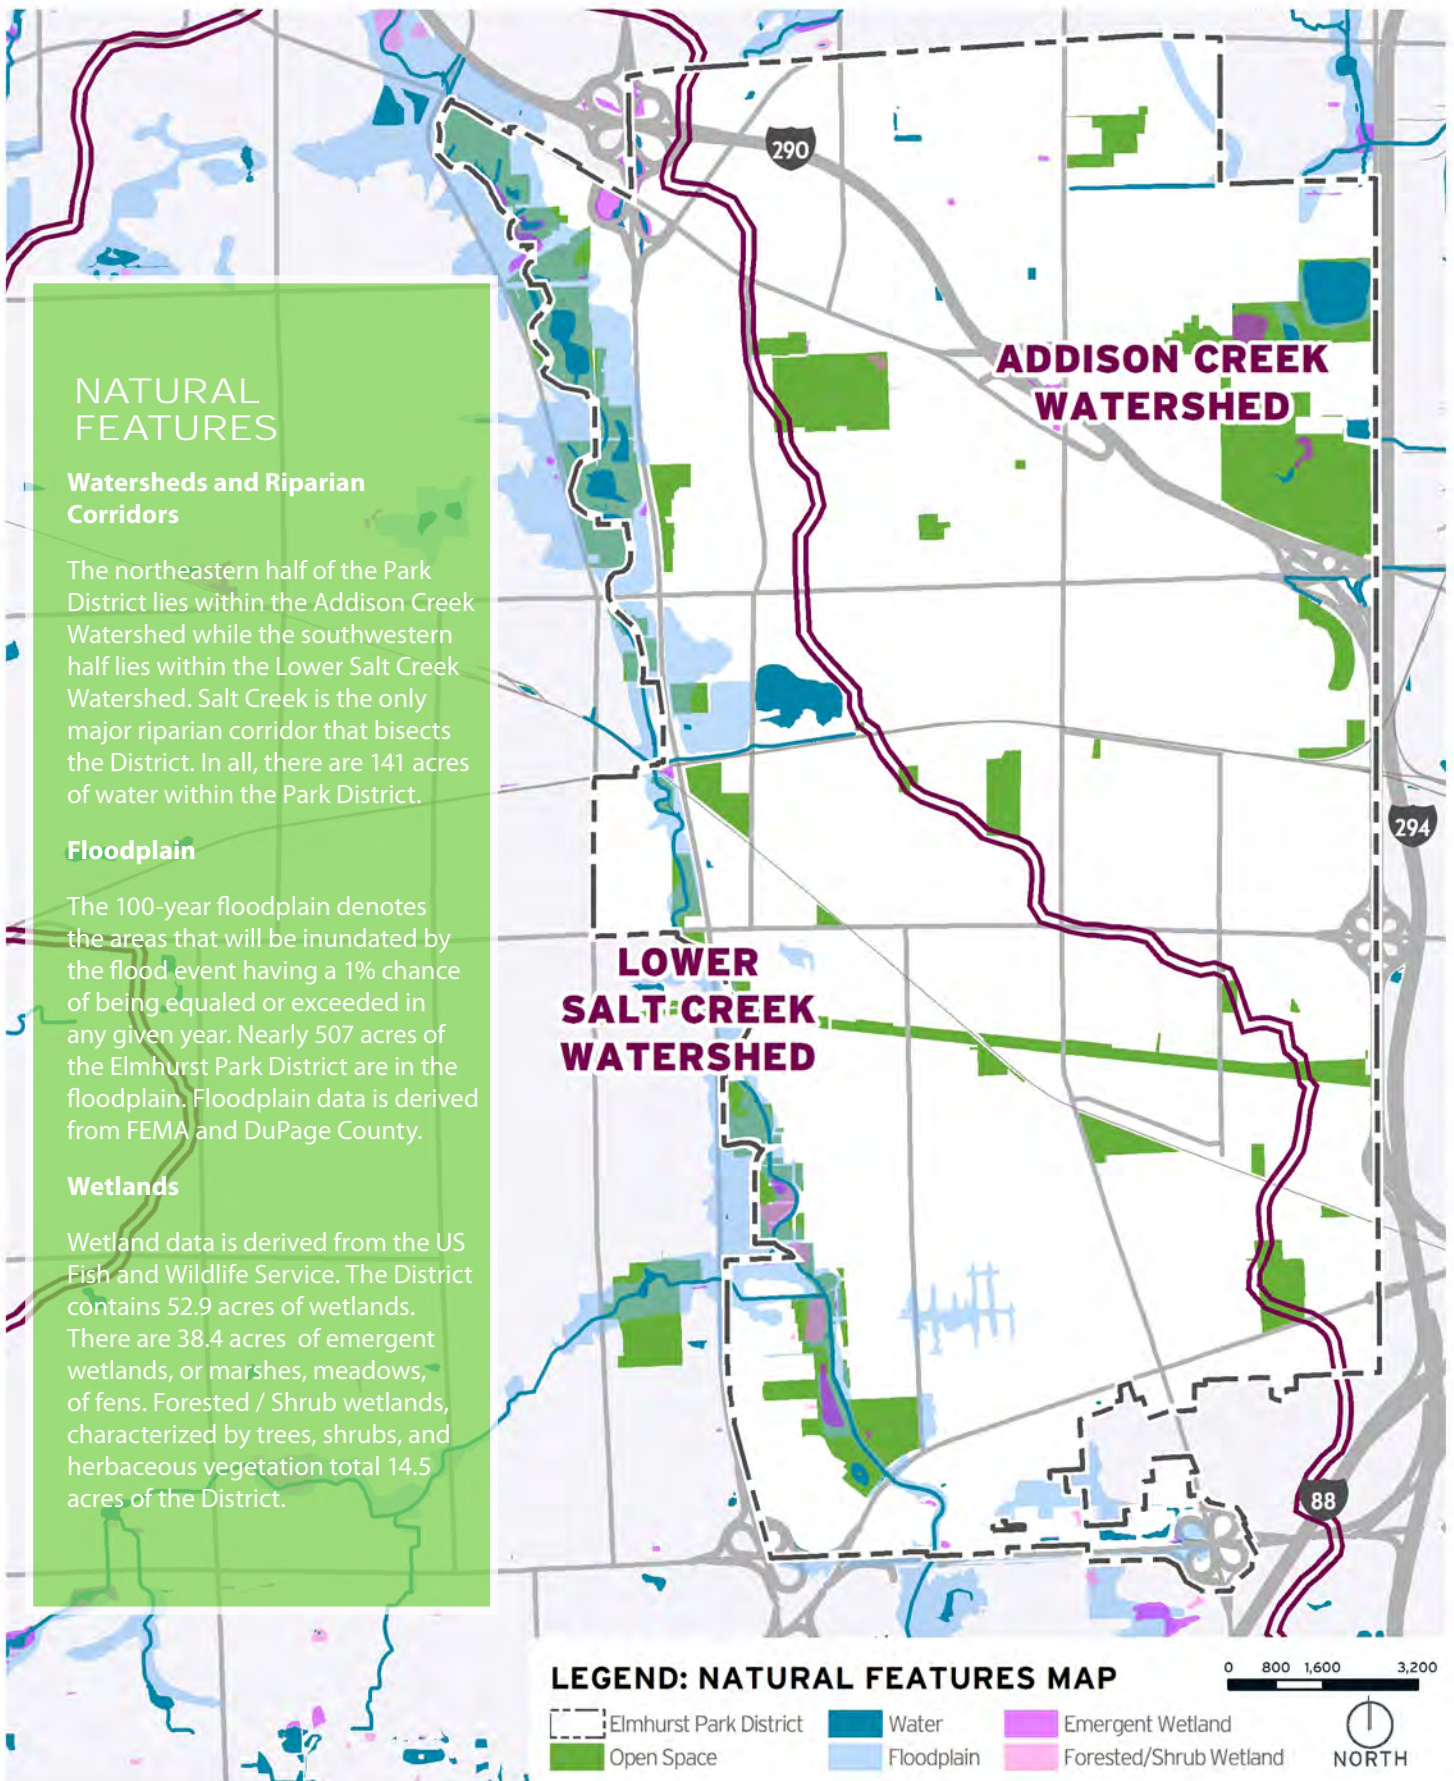 290
ADDISON CREEK
WATERSHED
NATURAL
FEATURES
Watersheds and Riparian
Corridors
The northeastern half of the Park
District lies within the Addison Creek
Watershed while the southwestern
half lies within the Lower Salt Creek
Watershed. Salt Creek is the only
major riparian corridor that bisects
the District. In all, there are 141 acres
of water within the Park District.
Floodplain
The 100-year floodplain denotes
the areas that will be inundated by
the flood event having a 1% chance
of being equaled or exceeded in
any given year. Nearly 507 acres of
the Elmhurst Park District are in the
floodplain. Floodplain data is derived
from FEMA and DuPage County.
Wetlands
Wetland data is derived from the US
Fish and Wildlife Service. The District
contains 52.9 acres of wetlands.
There are 38.4 acres  of emergent
wetlands, or marshes, meadows,
of fens. Forested / Shrub wetlands,
characterized by trees, shrubs, and
herbaceous vegetation total 14.5
acres of the District.
294
LOWER
SALT CREEK
WATERSHED
88
LEGEND: NATURAL FEATURES MAP
Elmhurst Park District
Water
Emergent Wetland
Open Space
Floodplain
Forested/Shrub Wetland
0 800 1,600 3,200
NORTH